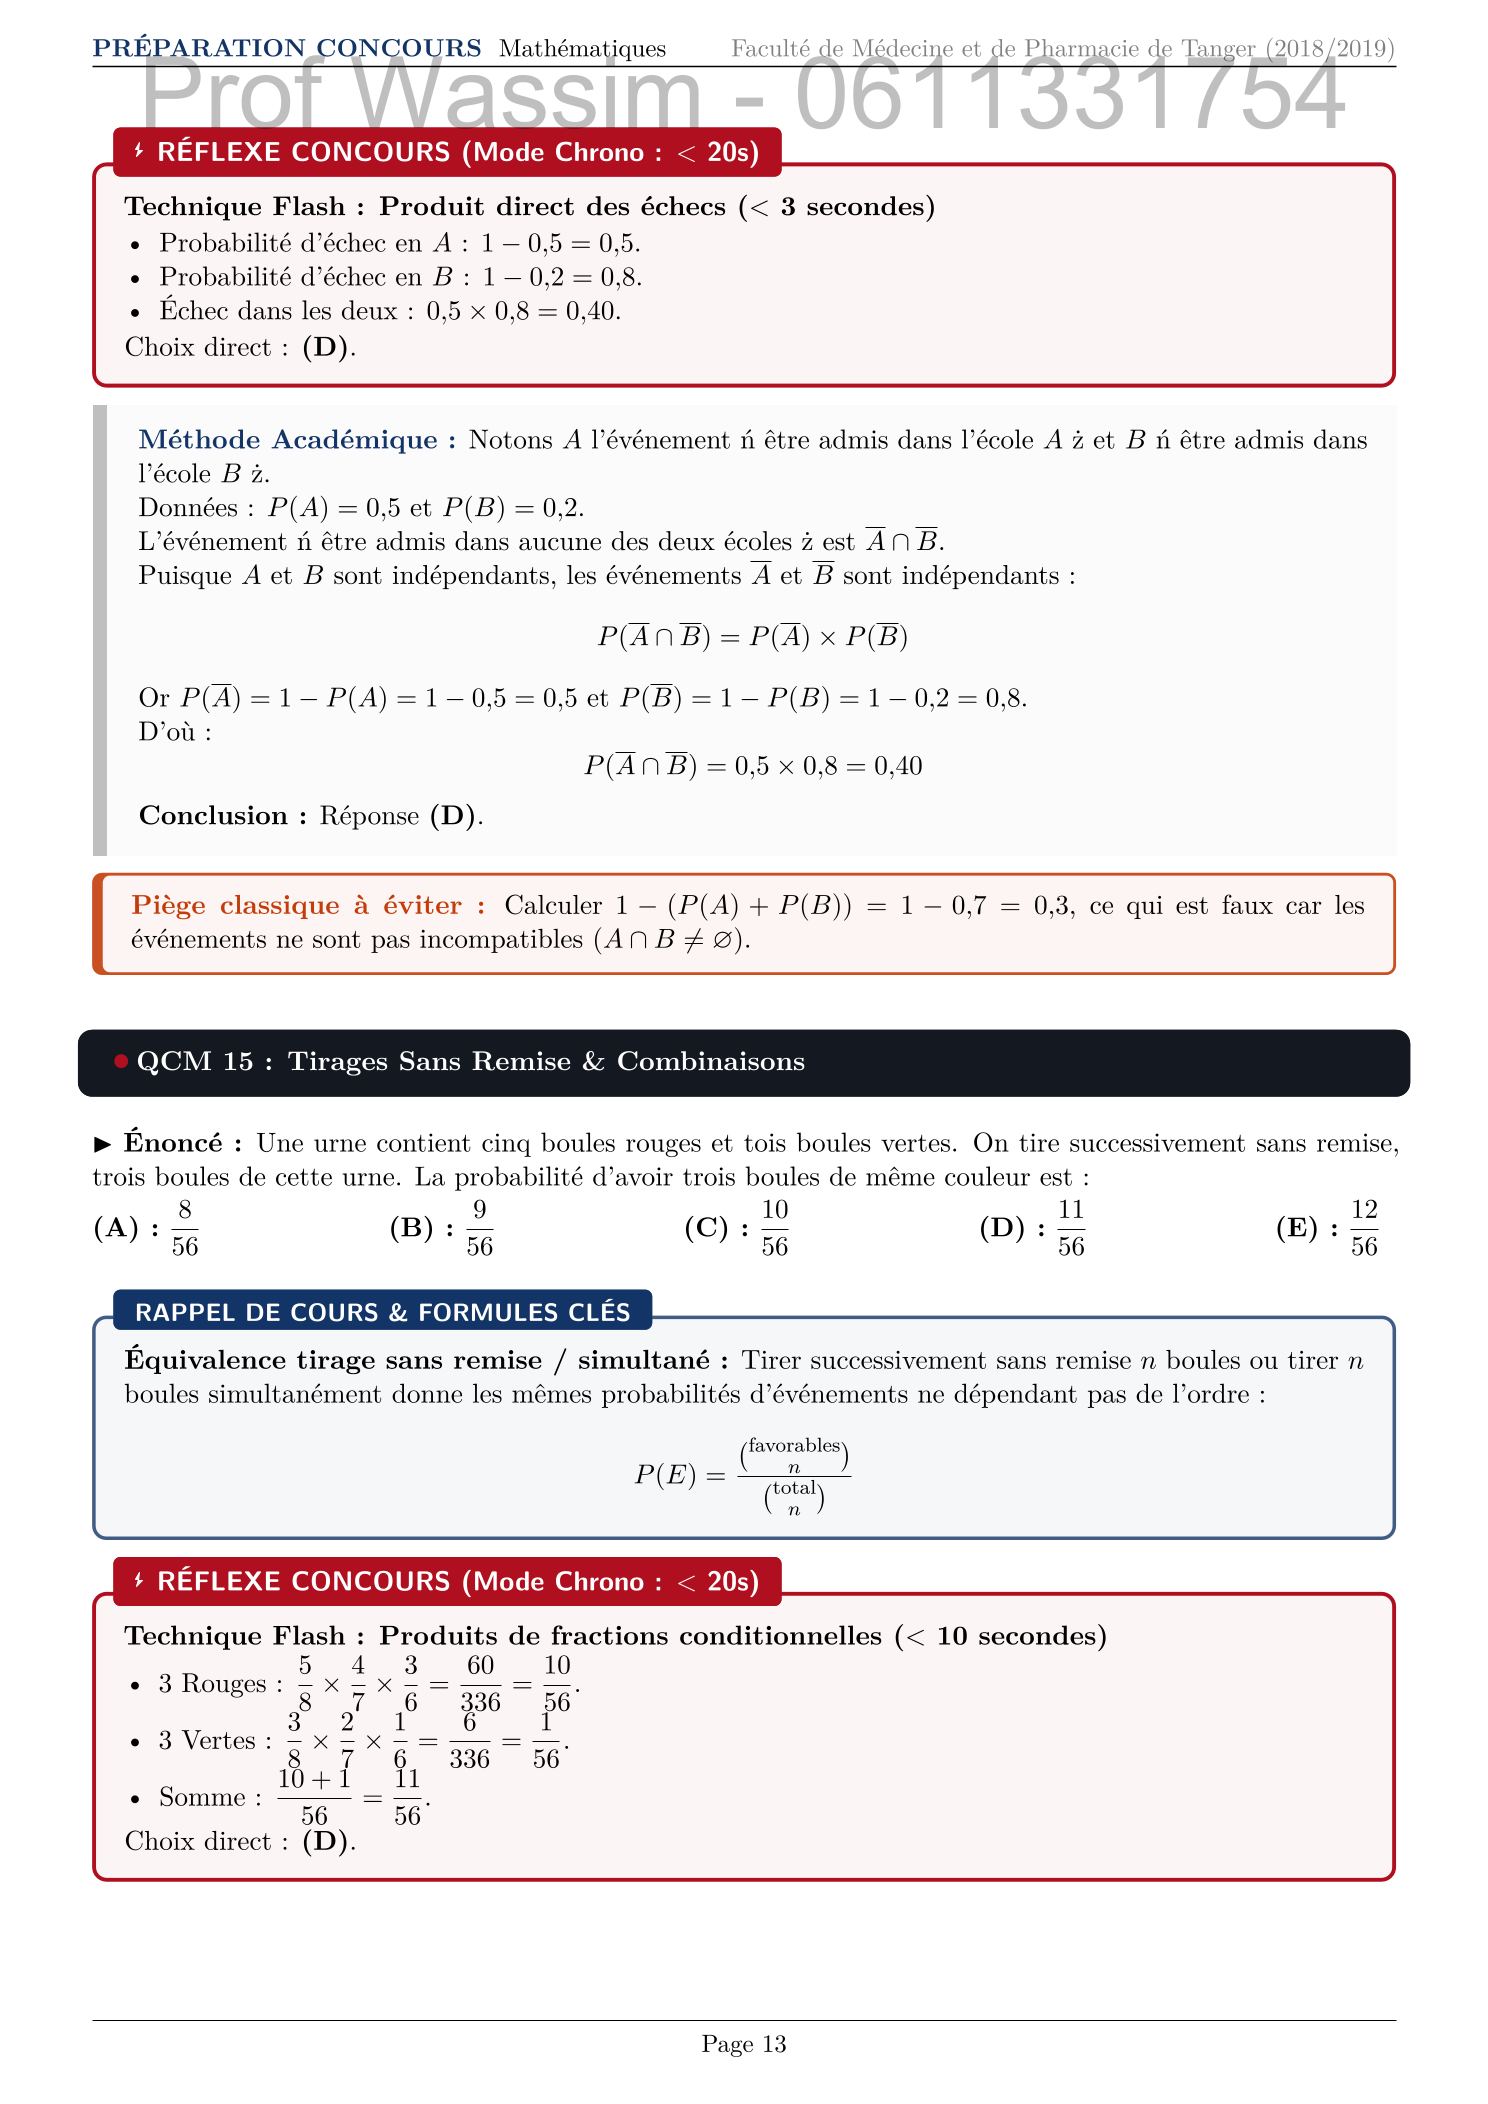 PRÉPARATION CONCOURS Mathématiques Faculté de Médecine et de Pharmacie de Tanger (2018/2019)
Prof Wassim - 0611331754
RÉFLEXE CONCOURS (Mode Chrono : < 20s)
Technique Flash : Produit direct des échecs (< 3 secondes)
• Probabilité d'échec en A : 1 − 0,5 = 0,5.
• Probabilité d'échec en B : 1 − 0,2 = 0,8.
• Échec dans les deux : 0,5 × 0,8 = 0,40.
Choix direct : (D).
Méthode Académique : Notons A l'événement ń être admis dans l'école A ż et B ń être admis dans
l'école B ż.
Données : P(A) = 0,5 et P(B) = 0,2.
L'événement ń être admis dans aucune des deux écoles ż est A̅ ∩ B̅.
Puisque A et B sont indépendants, les événements A̅ et B̅ sont indépendants :
P(A̅ ∩ B̅) = P(A̅) × P(B̅)
Or P(A̅) = 1 − P(A) = 1 − 0,5 = 0,5 et P(B̅) = 1 − P(B) = 1 − 0,2 = 0,8.
D'où :
P(A̅ ∩ B̅) = 0,5 × 0,8 = 0,40
Conclusion : Réponse (D).
Piège classique à éviter : Calculer 1 − (P(A) + P(B)) = 1 − 0,7 = 0,3, ce qui est faux car les
événements ne sont pas incompatibles (A ∩ B ≠ ∅).
● QCM 15 : Tirages Sans Remise & Combinaisons
▶ Énoncé : Une urne contient cinq boules rouges et tois boules vertes. On tire successivement sans remise,
trois boules de cette urne. La probabilité d'avoir trois boules de même couleur est :
(A) : 8/56 (B) : 9/56 (C) : 10/56 (D) : 11/56 (E) : 12/56
RAPPEL DE COURS & FORMULES CLÉS
Équivalence tirage sans remise / simultané : Tirer successivement sans remise n boules ou tirer n
boules simultanément donne les mêmes probabilités d'événements ne dépendant pas de l'ordre :
P(E) = (favorables n) / (total n)
RÉFLEXE CONCOURS (Mode Chrono : < 20s)
Technique Flash : Produits de fractions conditionnelles (< 10 secondes)
• 3 Rouges : 5/8 × 4/7 × 3/6 = 60/336 = 10/56.
• 3 Vertes : 3/8 × 2/7 × 1/6 = 6/336 = 1/56.
• Somme : 10 + 1/56 = 11/56.
Choix direct : (D).
Page 13